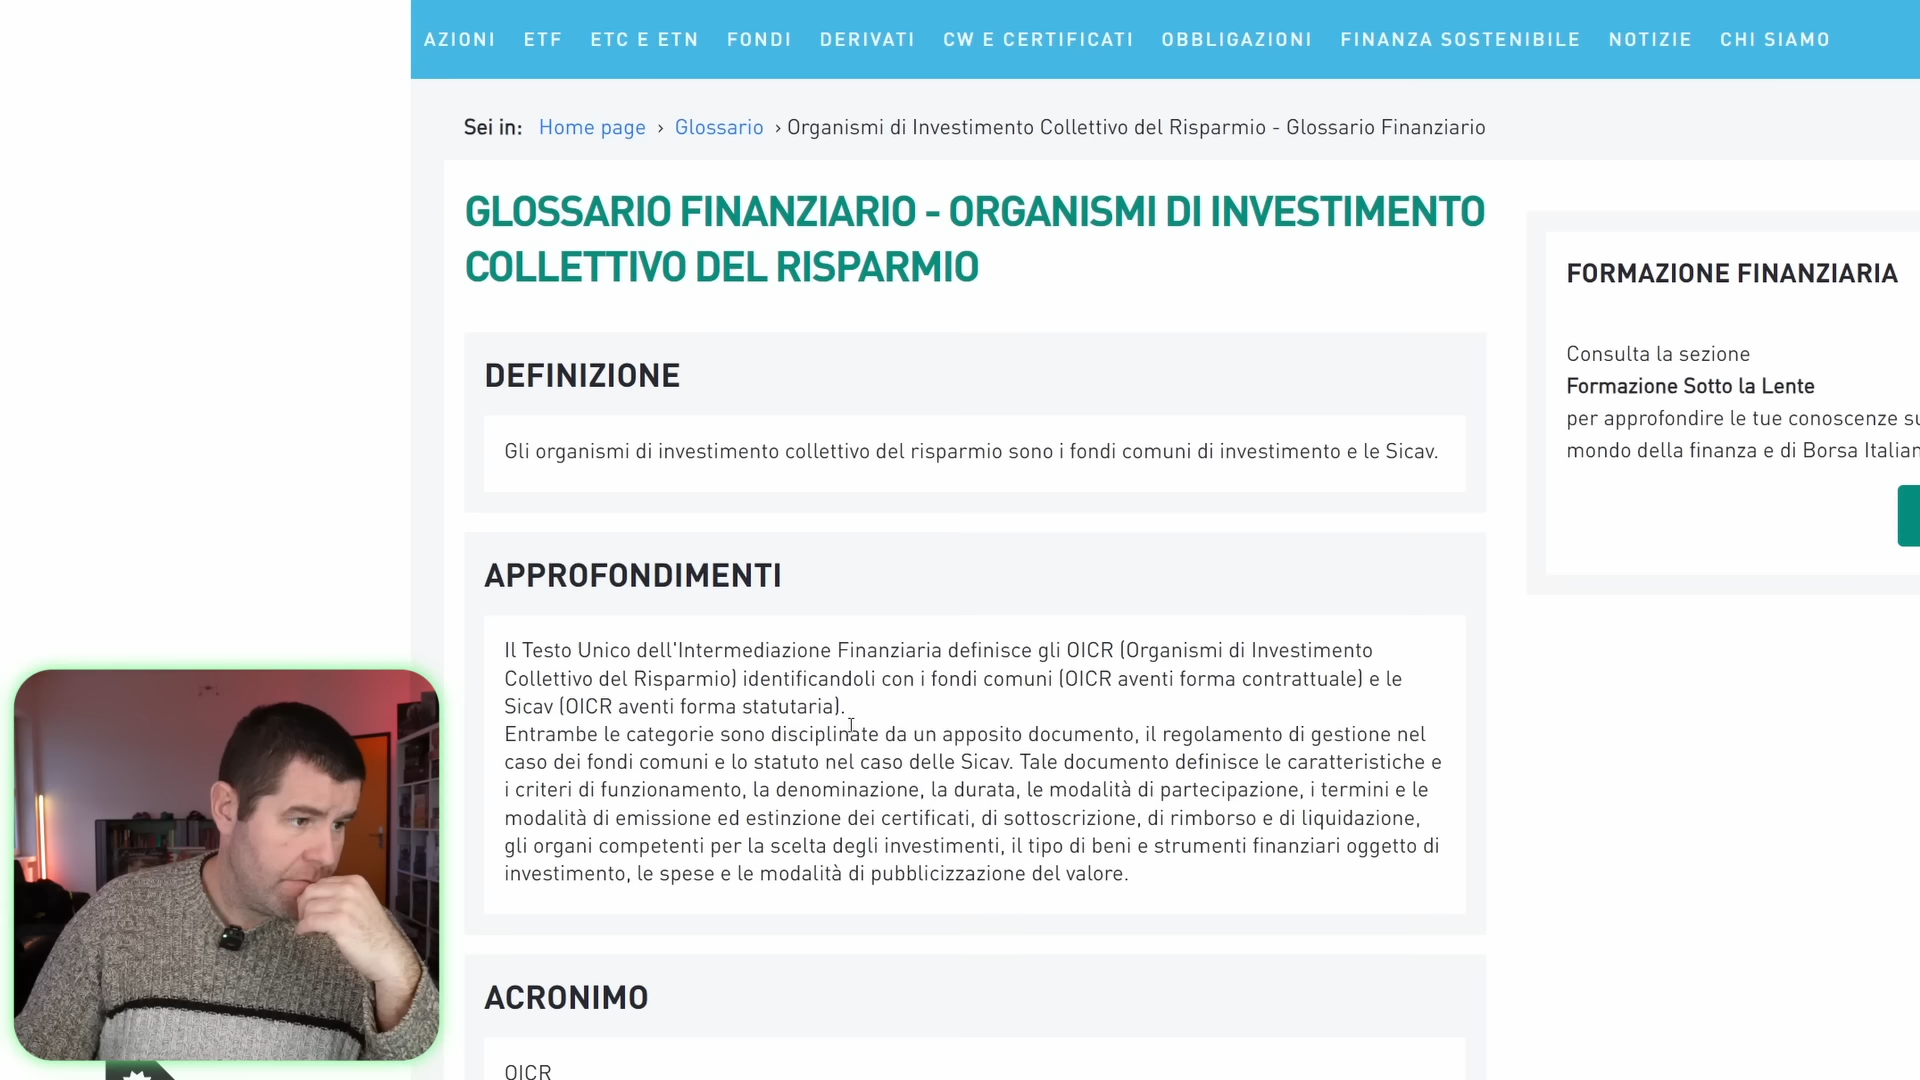 AZIONI ETF ETC E ETN FONDI DERIVATI CW E CERTIFICATI OBBLIGAZIONI FINANZA SOSTENIBILE NOTIZIE CHI SIAMO
Sei in: Home page › Glossario › Organismi di Investimento Collettivo del Risparmio - Glossario Finanziario
GLOSSARIO FINANZIARIO - ORGANISMI DI INVESTIMENTO
COLLETTIVO DEL RISPARMIO
DEFINIZIONE
Gli organismi di investimento collettivo del risparmio sono i fondi comuni di investimento e le Sicav.
APPROFONDIMENTI
Il Testo Unico dell'Intermediazione Finanziaria definisce gli OICR (Organismi di Investimento
Collettivo del Risparmio) identificandoli con i fondi comuni (OICR aventi forma contrattuale) e le
Sicav (OICR aventi forma statutaria).
Entrambe le categorie sono disciplinate da un apposito documento, il regolamento di gestione nel
caso dei fondi comuni e lo statuto nel caso delle Sicav. Tale documento definisce le caratteristiche e
i criteri di funzionamento, la denominazione, la durata, le modalità di partecipazione, i termini e le
modalità di emissione ed estinzione dei certificati, di sottoscrizione, di rimborso e di liquidazione,
gli organi competenti per la scelta degli investimenti, il tipo di beni e strumenti finanziari oggetto di
investimento, le spese e le modalità di pubblicizzazione del valore.
ACRONIMO
OICR
FORMAZIONE FINANZIARIA
Consulta la sezione
Formazione Sotto la Lente
per approfondire le tue conoscenze su
mondo della finanza e di Borsa Italian